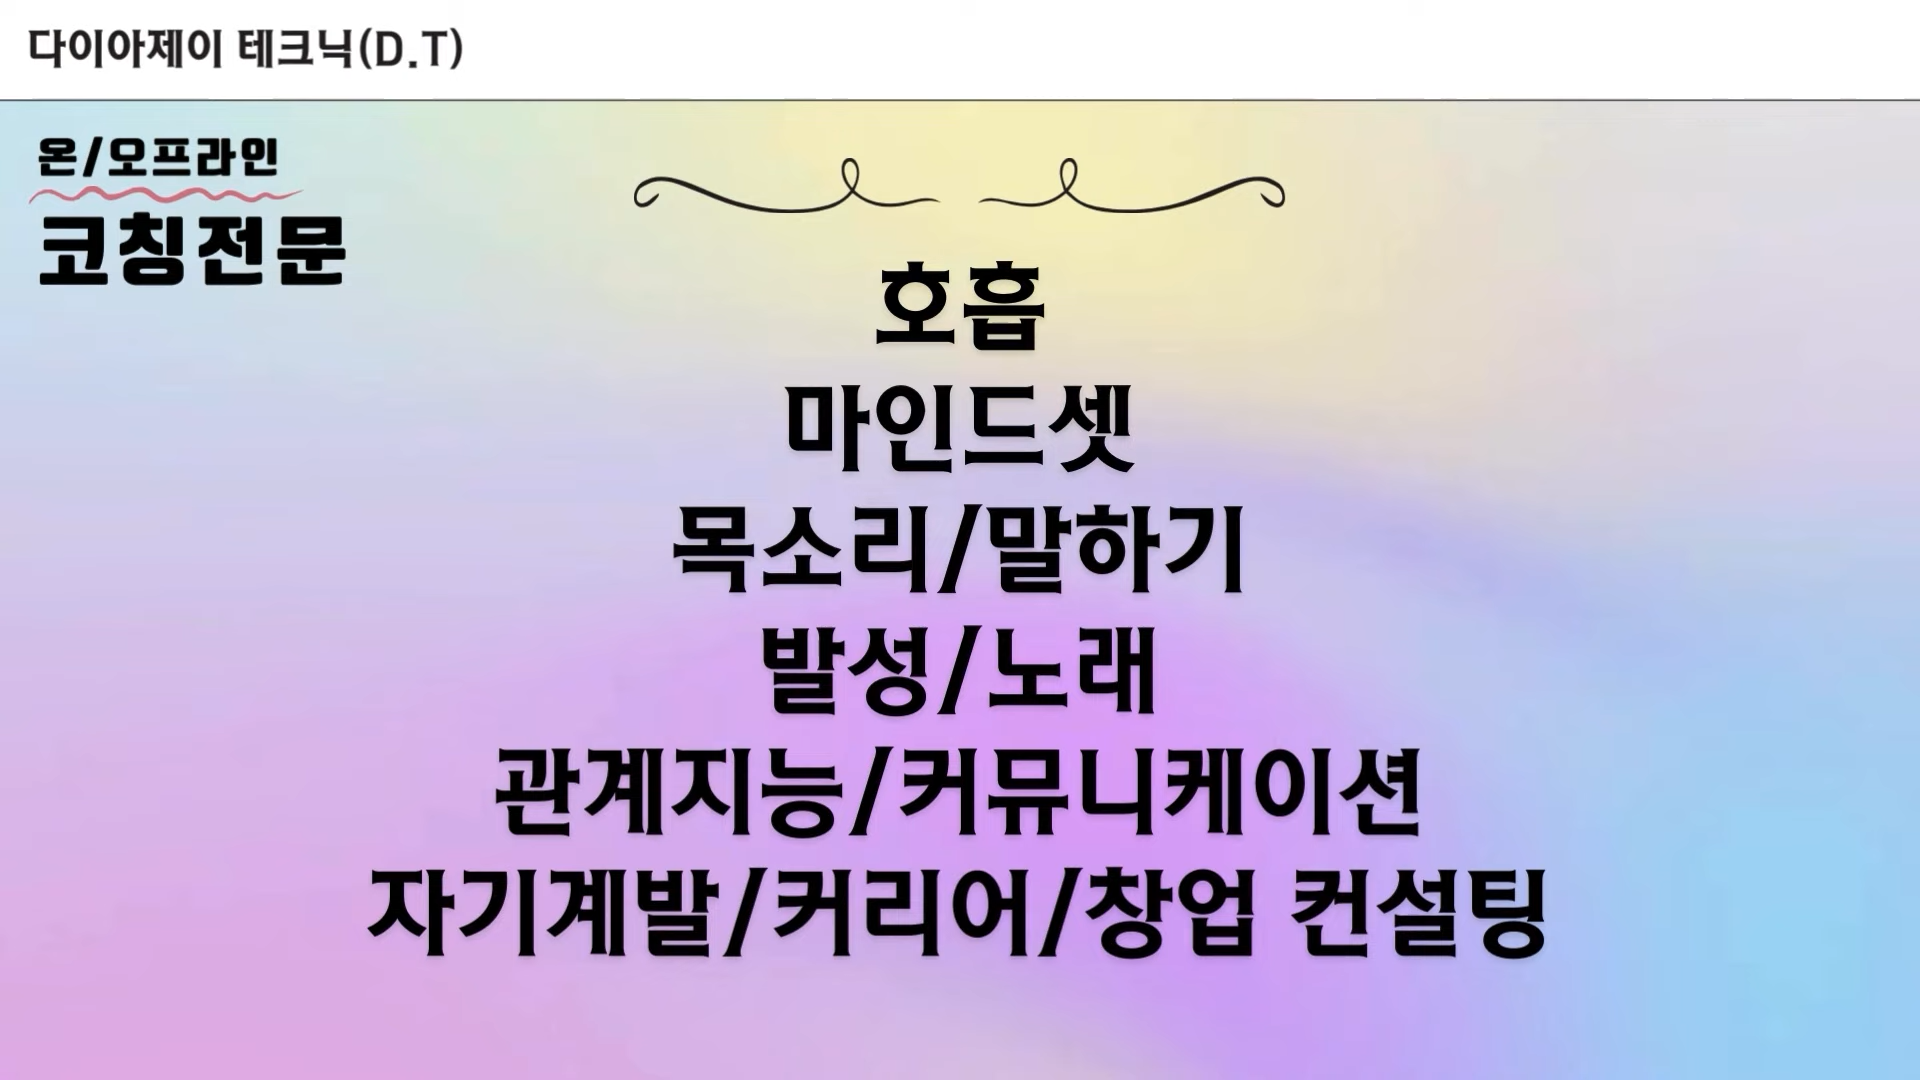 다이아제이 테크닉(D.T)
온/오프라인
코칭전문
호흡
마인드셋
목소리/말하기
발성/노래
관계지능/커뮤니케이션
자기계발/커리어/창업 컨설팅